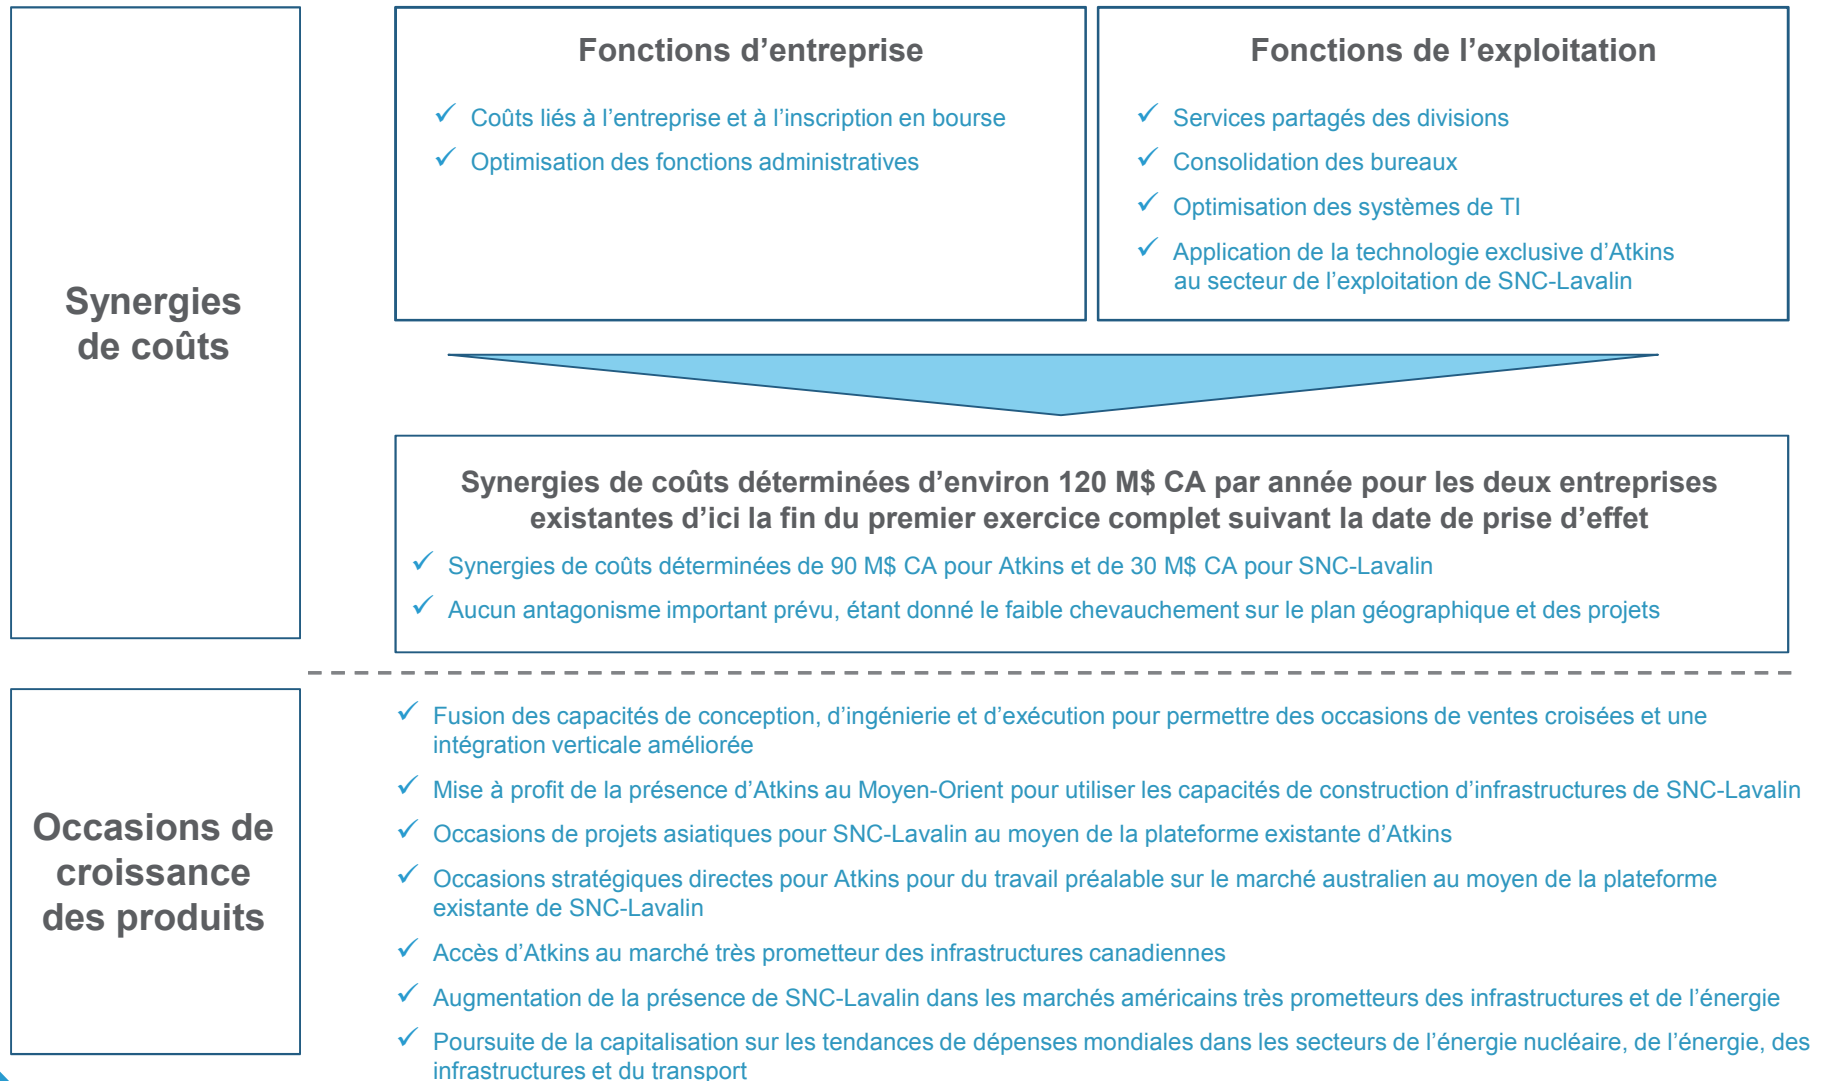 Synergies
de coûts
Fonctions d’entreprise
✓ Coûts liés à l’entreprise et à l’inscription en bourse
✓ Optimisation des fonctions administratives
Fonctions de l’exploitation
✓ Services partagés des divisions
✓ Consolidation des bureaux
✓ Optimisation des systèmes de TI
✓ Application de la technologie exclusive d’Atkins
au secteur de l’exploitation de SNC-Lavalin
Synergies de coûts déterminées d’environ 120 M$ CA par année pour les deux entreprises
existantes d’ici la fin du premier exercice complet suivant la date de prise d’effet
✓ Synergies de coûts déterminées de 90 M$ CA pour Atkins et de 30 M$ CA pour SNC-Lavalin
✓ Aucun antagonisme important prévu, étant donné le faible chevauchement sur le plan géographique et des projets
Occasions de
croissance
des produits
✓ Fusion des capacités de conception, d’ingénierie et d’exécution pour permettre des occasions de ventes croisées et une
intégration verticale améliorée
✓ Mise à profit de la présence d’Atkins au Moyen-Orient pour utiliser les capacités de construction d’infrastructures de SNC-Lavalin
✓ Occasions de projets asiatiques pour SNC-Lavalin au moyen de la plateforme existante d’Atkins
✓ Occasions stratégiques directes pour Atkins pour du travail préalable sur le marché australien au moyen de la plateforme
existante de SNC-Lavalin
✓ Accès d’Atkins au marché très prometteur des infrastructures canadiennes
✓ Augmentation de la présence de SNC-Lavalin dans les marchés américains très prometteurs des infrastructures et de l’énergie
✓ Poursuite de la capitalisation sur les tendances de dépenses mondiales dans les secteurs de l’énergie nucléaire, de l’énergie, des
infrastructures et du transport